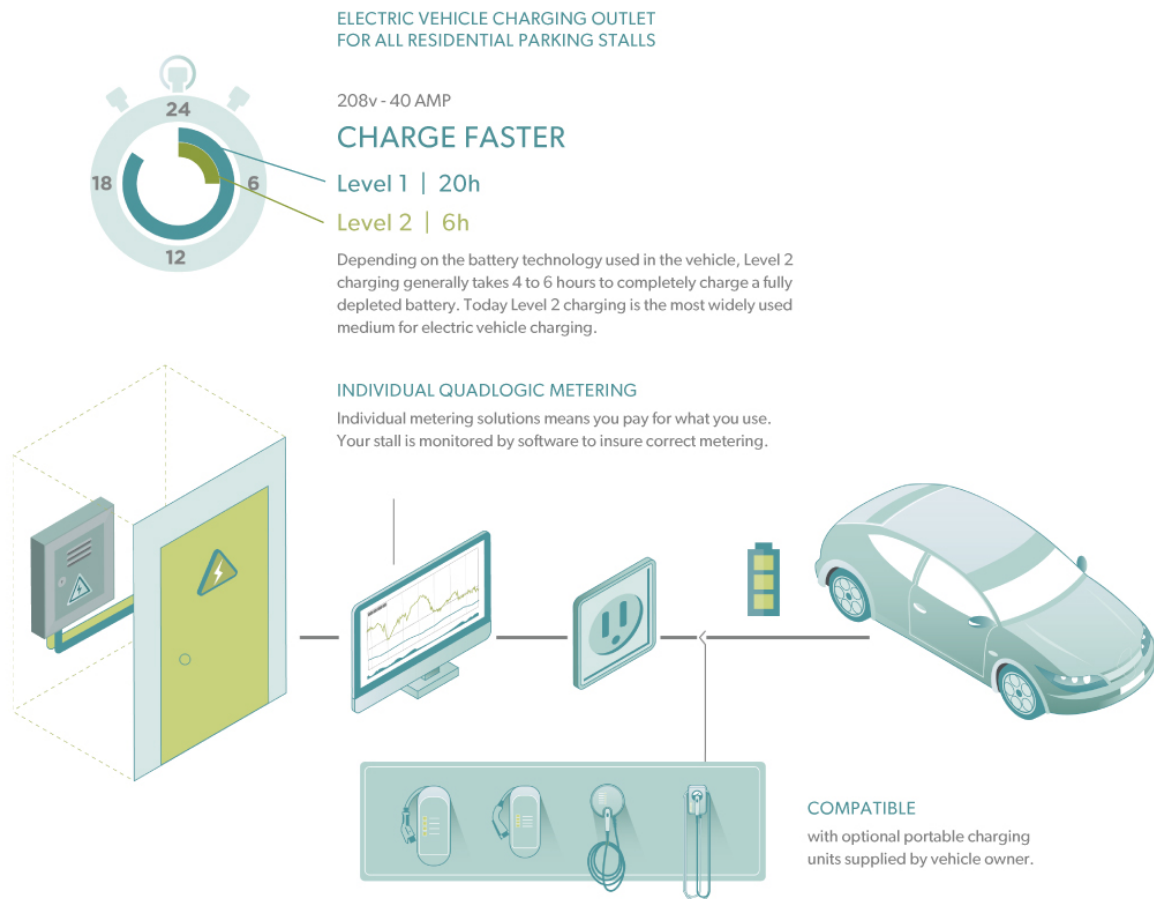 ELECTRIC VEHICLE CHARGING OUTLET
FOR ALL RESIDENTIAL PARKING STALLS
208v - 40 AMP
CHARGE FASTER
24
18
6
12
Level 1 | 20h
Level 2 | 6h
Depending on the battery technology used in the vehicle, Level 2
charging generally takes 4 to 6 hours to completely charge a fully
depleted battery. Today Level 2 charging is the most widely used
medium for electric vehicle charging.
INDIVIDUAL QUADLOGIC METERING
Individual metering solutions means you pay for what you use.
Your stall is monitored by software to insure correct metering.
COMPATIBLE
with optional portable charging
units supplied by vehicle owner.